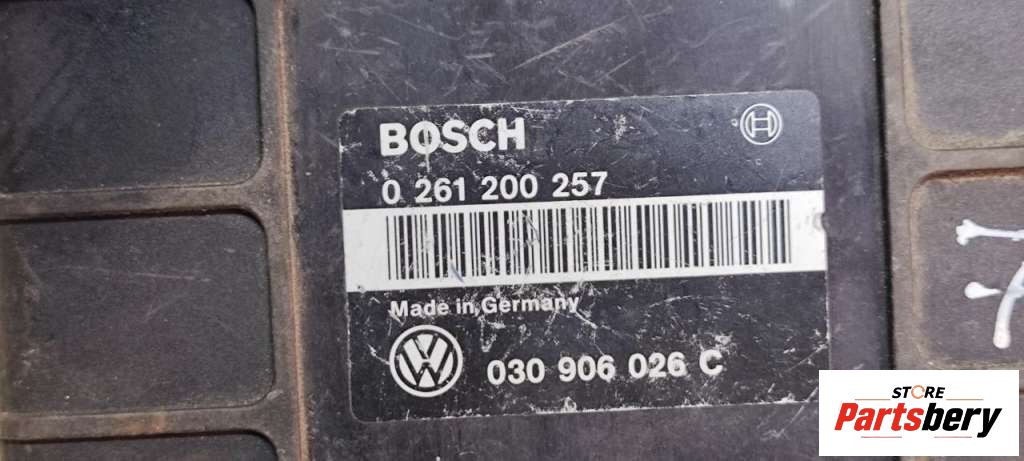 BOSCH
0 261 200 257
Made in Germany
030 906 026 C
STORE
Partsbery